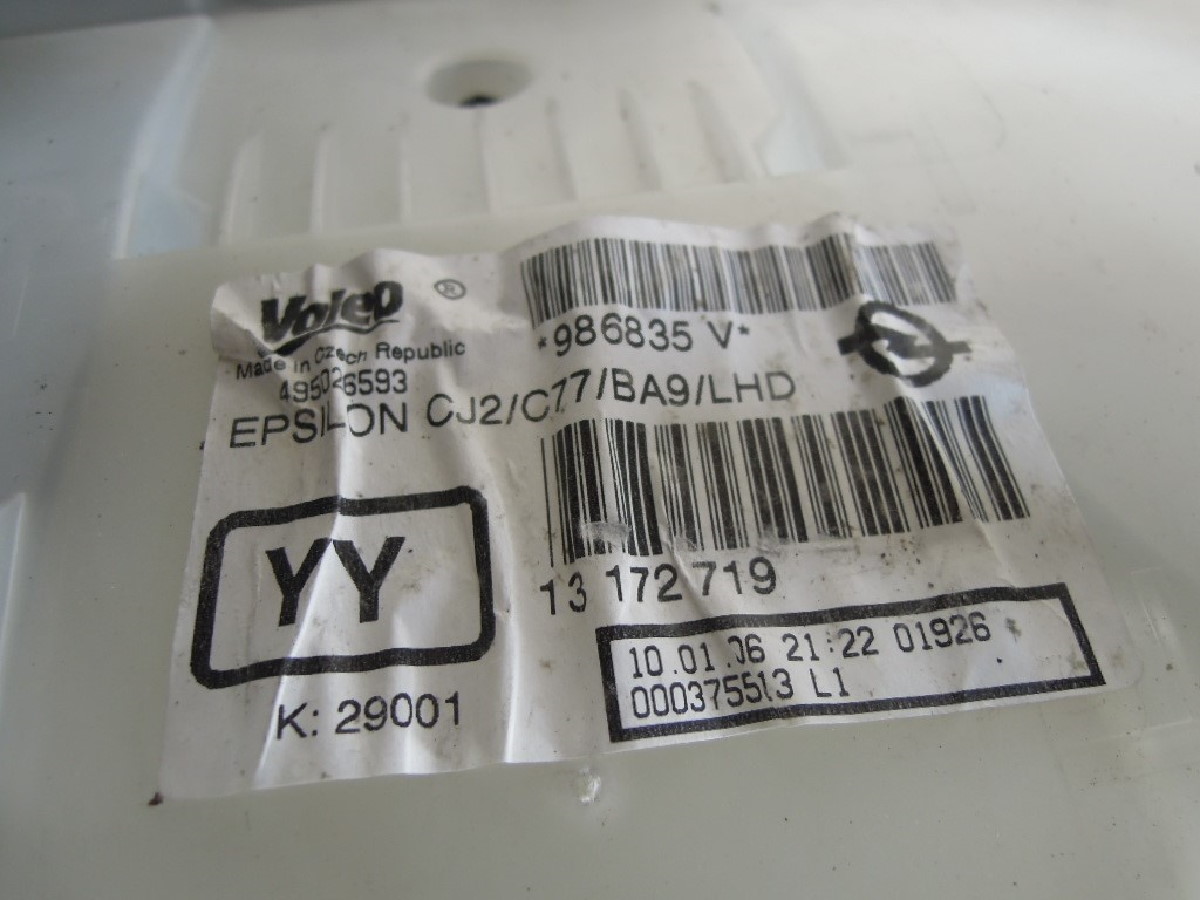 Valeo ®
Made in Czech Republic
495026593
*986835 V*
EPSILON CJ2/C77/BA9/LHD
YY
13 172 719
K: 29001
10.01.06 21:22 01926
L1